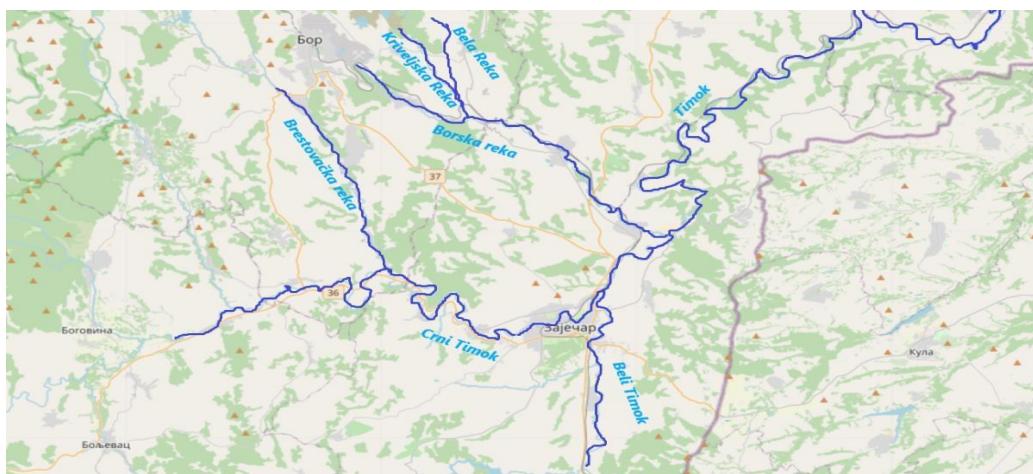 Бор
Kriveljska Reka
Bela Reka
Timok
Borska reka
Brestovačka reka
37
36
Боговина
Зајечар
Crni Timok
Beli Timok
Кула
Бољевац